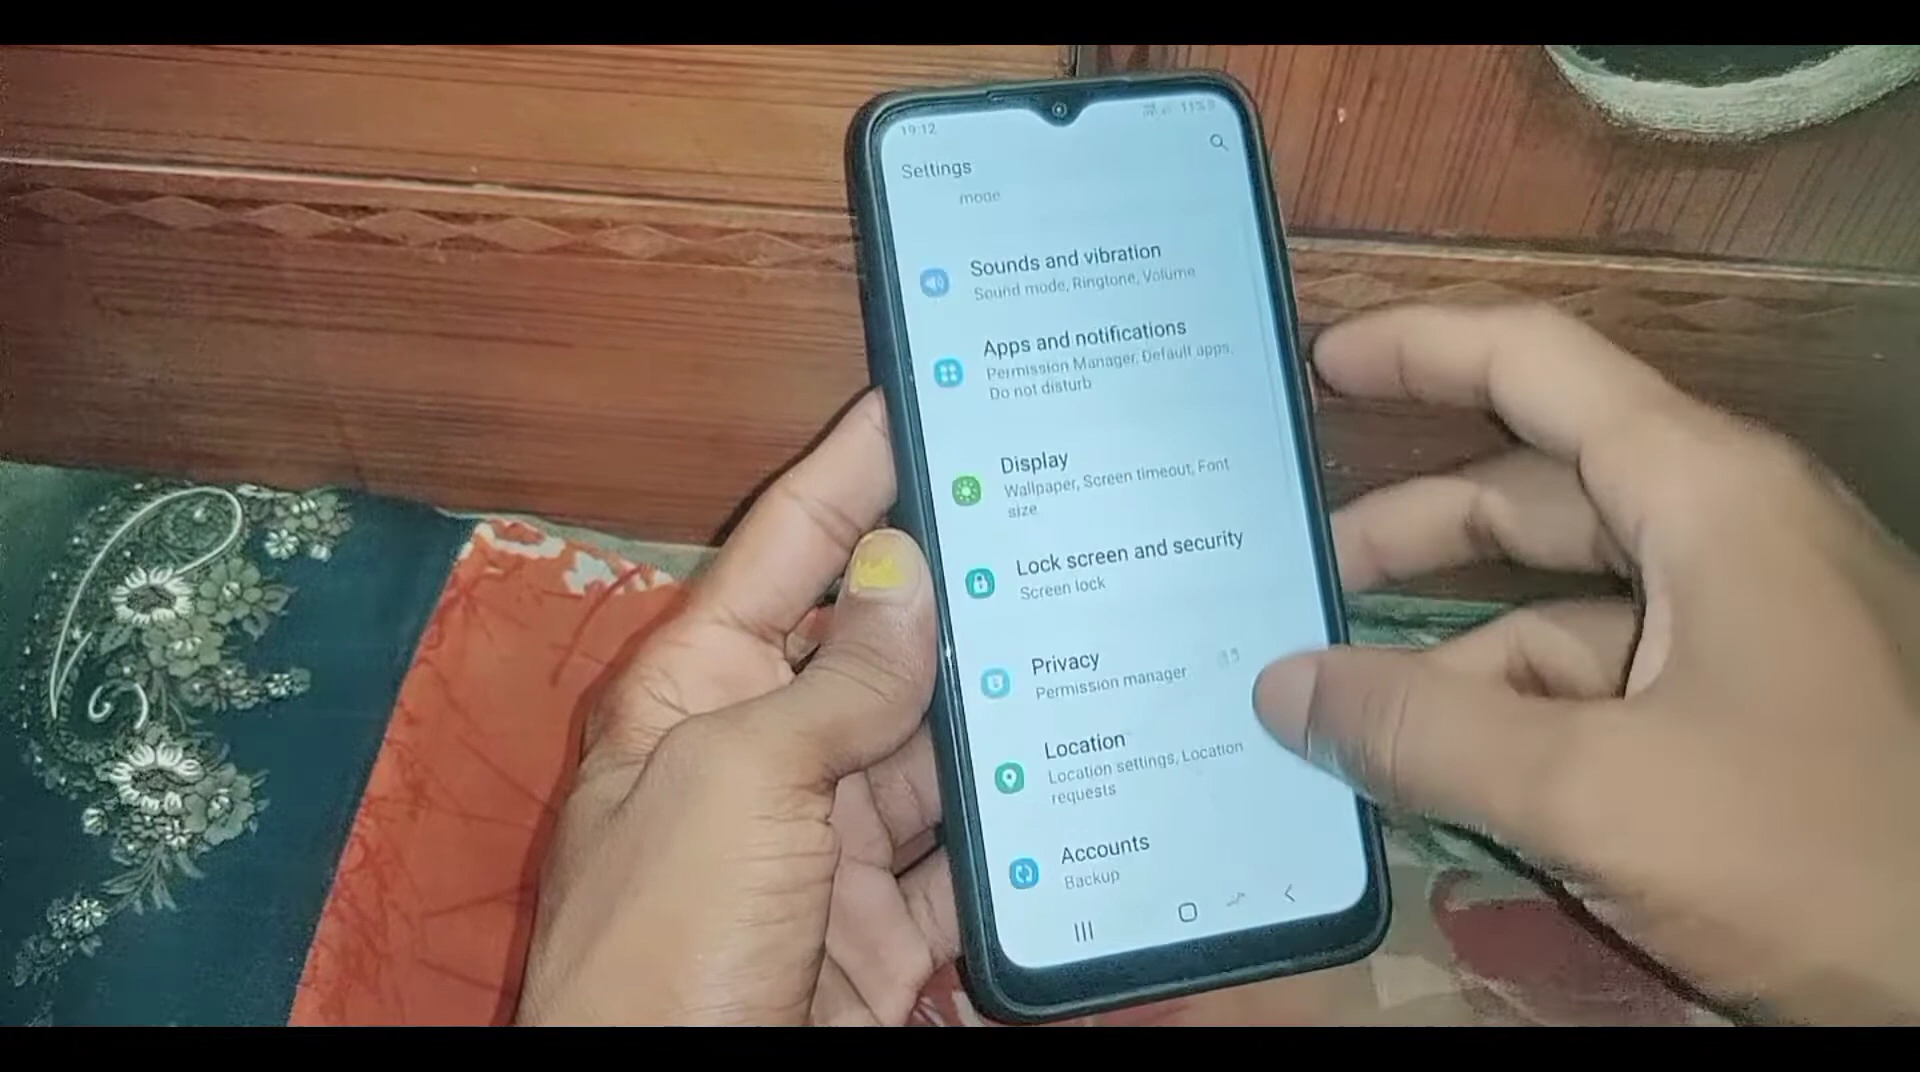 19:12
11%
Settings
mode
Sounds and vibration
Sound mode, Ringtone, Volume
Apps and notifications
Permission Manager, Default apps,
Do not disturb
Display
Wallpaper, Screen timeout, Font
size
Lock screen and security
Screen lock
Privacy
Permission manager
Location
Location settings, Location
requests
Accounts
Backup